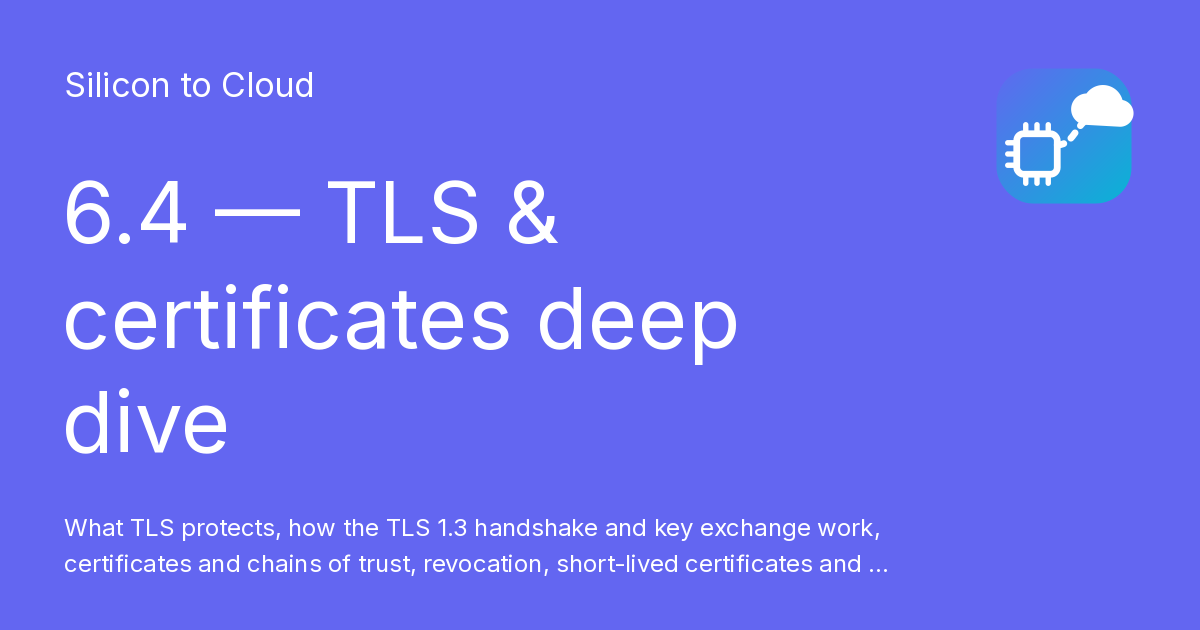 Silicon to Cloud
6.4 — TLS &
certificates deep
dive
What TLS protects, how the TLS 1.3 handshake and key exchange work,
certificates and chains of trust, revocation, short-lived certificates and ...